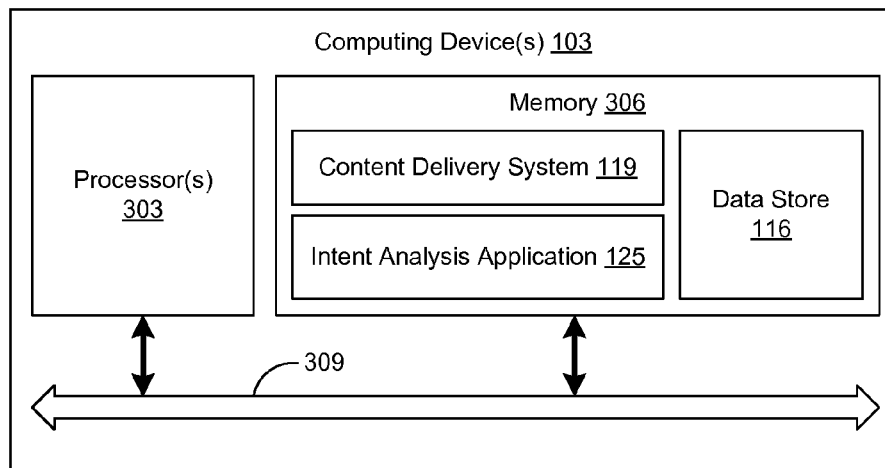 Computing Device(s) 103
Processor(s)
303
Memory 306
Content Delivery System 119
Intent Analysis Application 125
Data Store
116
309